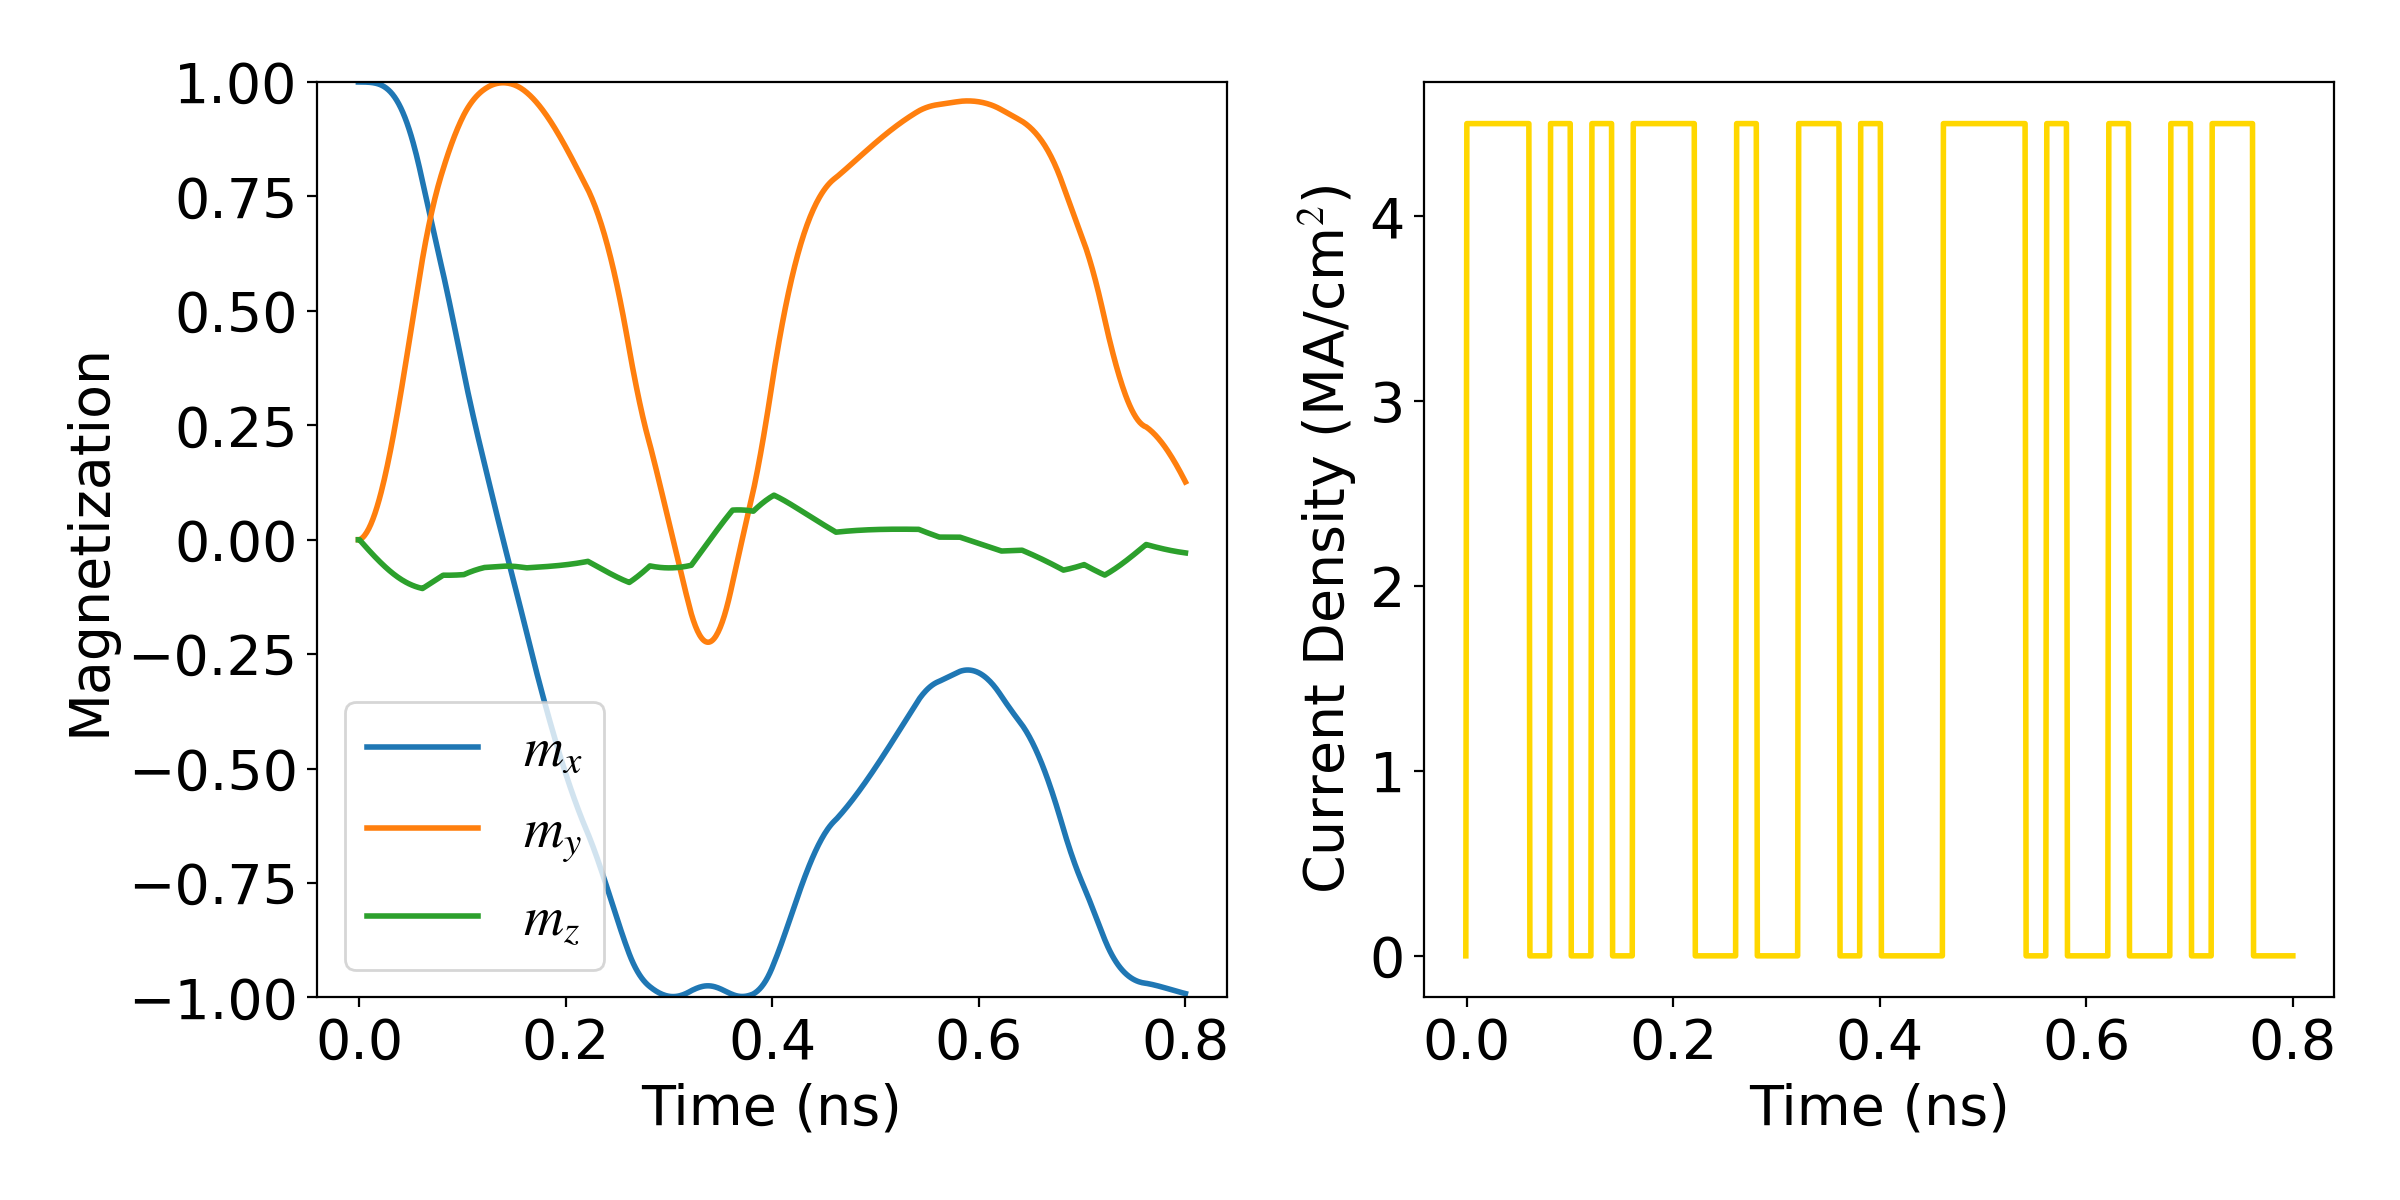 1.00
0.75
0.50
0.25
0.00
−0.25
−0.50
−0.75
−1.00
Magnetization
0.0 0.2 0.4 0.6 0.8
Time (ns)
m_x
m_y
m_z
4
3
2
1
0
Current Density (MA/cm²)
0.0 0.2 0.4 0.6 0.8
Time (ns)